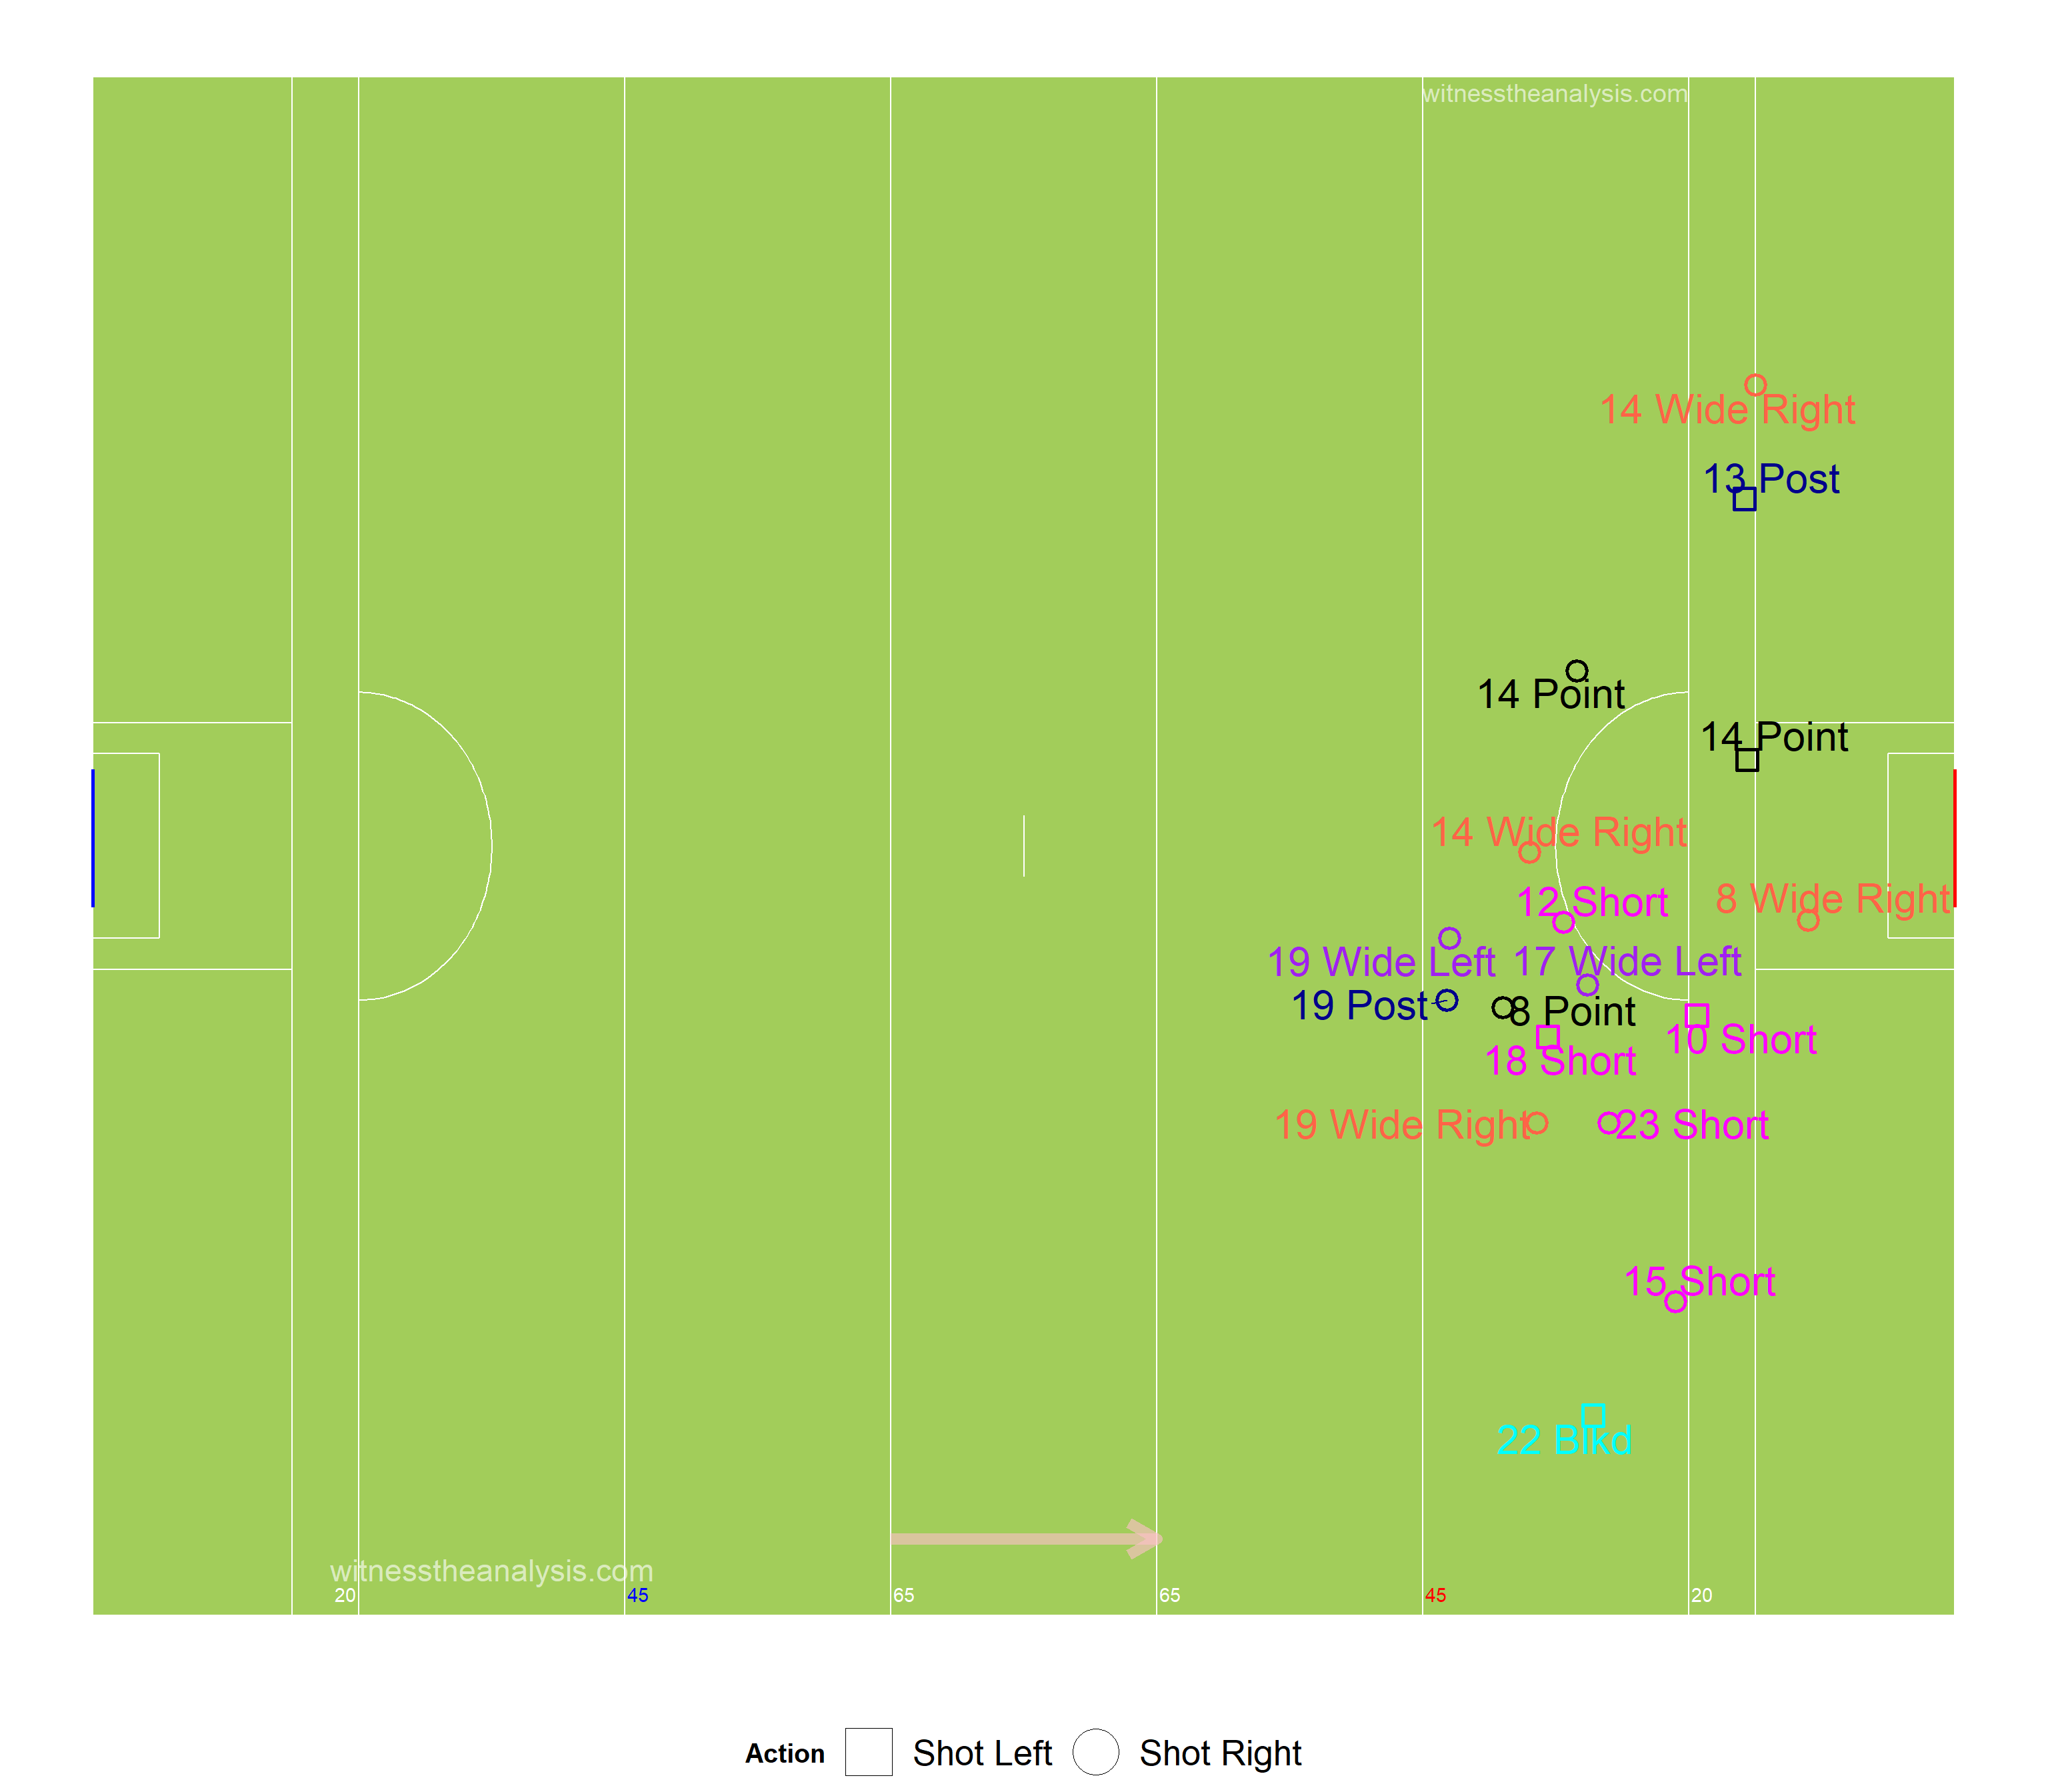 witnesstheanalysis.com
14 Wide Right
13 Post
14 Point
14 Point
14 Wide Right
8 Wide Right
12 Short
19 Wide Left
17 Wide Left
19 Post
8 Point
10 Short
18 Short
19 Wide Right
23 Short
15 Short
22 Blkd
witnesstheanalysis.com
20 45 65 65 45 20
Action Shot Left Shot Right